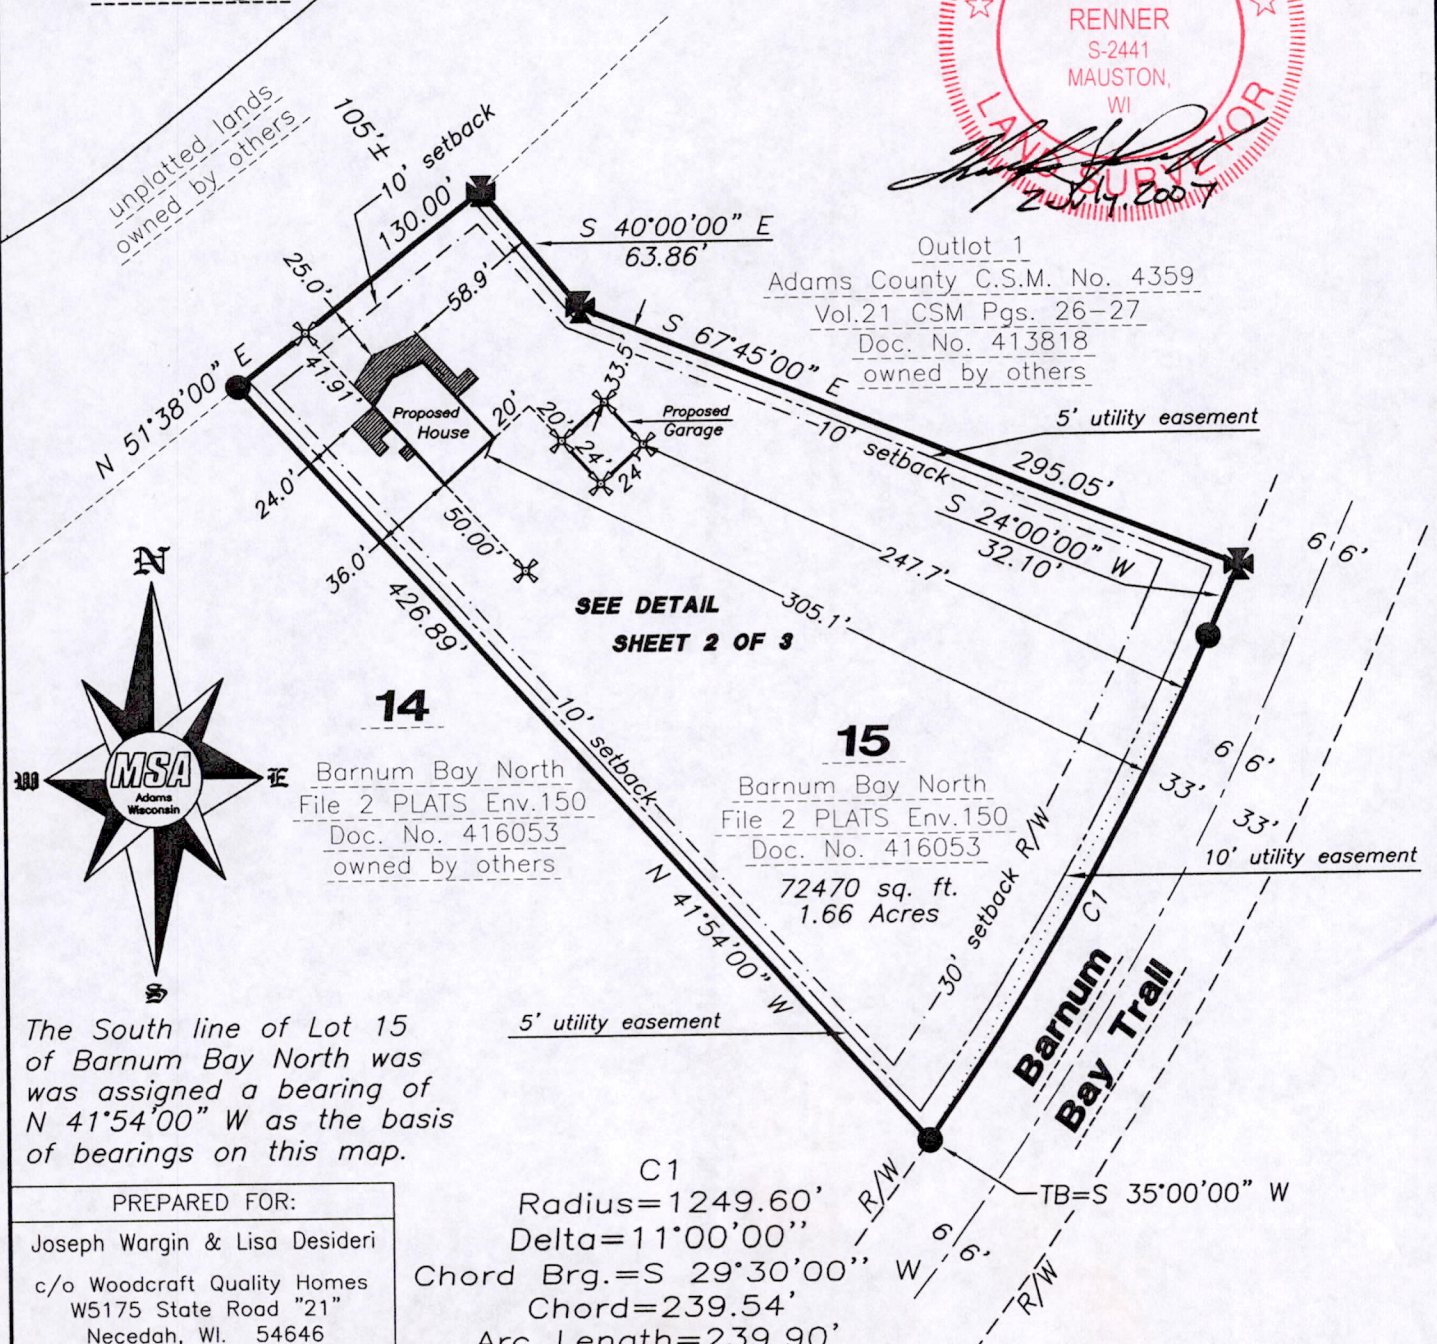 RENNER
S-2441
MAUSTON,
WI
LAND SURVEYOR
2 July, 2007
unplatted lands
owned by others
105'±
10' setback
130.00'
S 40°00'00" E
63.86'
Outlot 1
Adams County C.S.M. No. 4359
Vol.21 CSM Pgs. 26-27
Doc. No. 413818
owned by others
25.0'
58.9'
S 67°45'00" E
N 51°38'00" E
41.91'
33.5'
Proposed
House
20'
20'
24'
24'
Proposed
Garage
5' utility easement
10' setback
295.05'
24.0'
S 24°00'00" W
32.10'
6 6'
50.00'
36.0'
247.7'
N
426.89'
SEE DETAIL
SHEET 2 OF 3
305.1'
14
15
10' setback
6 6'
33'
33'
W
MSA
Adams
Wisconsin
E
Barnum Bay North
File 2 PLATS Env.150
Doc. No. 416053
owned by others
Barnum Bay North
File 2 PLATS Env.150
Doc. No. 416053
72470 sq. ft.
1.66 Acres
30' setback R/W
10' utility easement
C1
N 41°54'00" W
Barnum
Bay Trail
S
5' utility easement
The South line of Lot 15
of Barnum Bay North was
was assigned a bearing of
N 41°54'00" W as the basis
of bearings on this map.
R/W
TB=S 35°00'00" W
6 6'
R/W
C1
Radius=1249.60'
Delta=11°00'00''
Chord Brg.=S 29°30'00'' W
Chord=239.54'
Arc Length=239.90'
PREPARED FOR:
Joseph Wargin & Lisa Desideri
c/o Woodcraft Quality Homes
W5175 State Road "21"
Necedah, WI. 54646